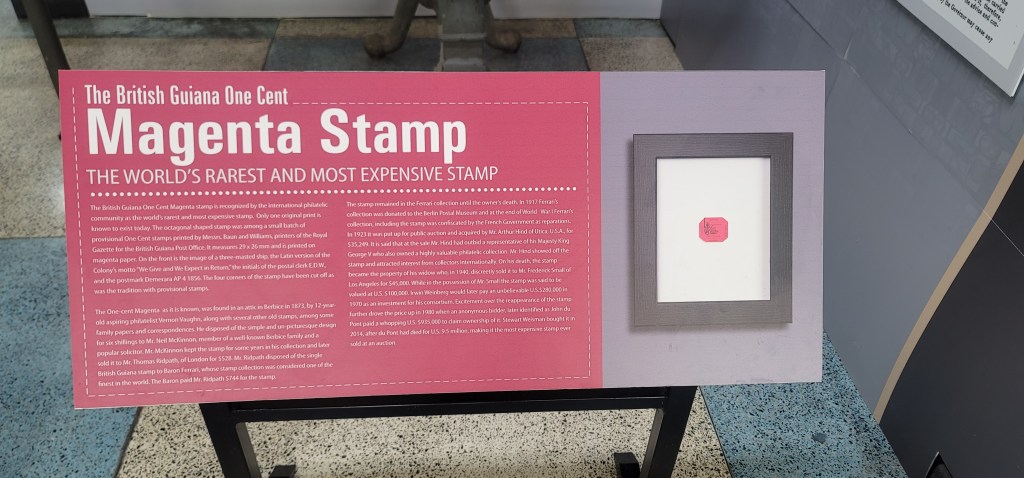 The British Guiana One Cent
Magenta Stamp
THE WORLD'S RAREST AND MOST EXPENSIVE STAMP
The British Guiana One Cent Magenta stamp is recognized by the international philatelic
community as the world's rarest and most expensive stamp. Only one original print is
known to exist today. The octagonal shaped stamp was among a small batch of
provisional One Cent stamps printed by Messrs. Baum and Williams, printers of the Royal
Gazette for the British Guiana Post Office. It measures 29 x 26 mm and is printed on
magenta paper. On the front is the image of a three-masted ship, the Latin version of the
Colony's motto "We Give and We Expect in Return," the initials of the postal clerk E.D.W.,
and the postmark Demerara AP 4 1856. The four corners of the stamp have been cut off as
was the tradition with provisional stamps.
The One-cent Magenta as it is known, was found in an attic in Berbice in 1873, by 12-year-
old aspiring philatelist Vernon Vaughn, along with several other old stamps, among some
family papers and correspondences. He disposed of the simple and un-picturesque design
for six shillings to Mr. Neil McKinnon, member of a well-known Berbice family and a
popular solicitor. Mr. McKinnon kept the stamp for some years in his collection and later
sold it to Mr. Thomas Ridpath, of London for $528. Mr. Ridpath disposed of the single
British Guiana stamp to Baron Ferrari, whose stamp collection was considered one of the
finest in the world. The Baron paid Mr. Ridpath $744 for the stamp.
The stamp remained in the Ferrari collection until the owner's death. In 1917 Ferrari's
collection was donated to the Berlin Postal Museum and at the end of World War I Ferrari's
collection, including the stamp was confiscated by the French Government as reparations.
In 1923 it was put up for public auction and acquired by Mr. Arthur Hind of Utica, U.S.A., for
$35,249. It is said that at the sale Mr. Hind had outbid a representative of his Majesty King
George V who also owned a highly valuable philatelic collection. Mr. Hind showed off the
stamp and attracted interest from collectors internationally. On his death, the stamp
became the property of his widow who, in 1940, discreetly sold it to Mr. Frederick Small of
Los Angeles for $45,000. While in the possession of Mr. Small the stamp was said to be
valued at U.S. $100,000. Irwin Weinberg would later pay an unbelievable U.S. $280,000 in
1970 as an investment for his consortium. Excitement over the reappearance of the stamp
further drove the price up in 1980 when an anonymous bidder, later identified as John du
Pont paid a whopping U.S. $935,000 to claim ownership of it. Stewart Weisman bought it in
2014, after du Pont had died for U.S. 9.5 million, making it the most expensive stamp ever
sold at an auction.